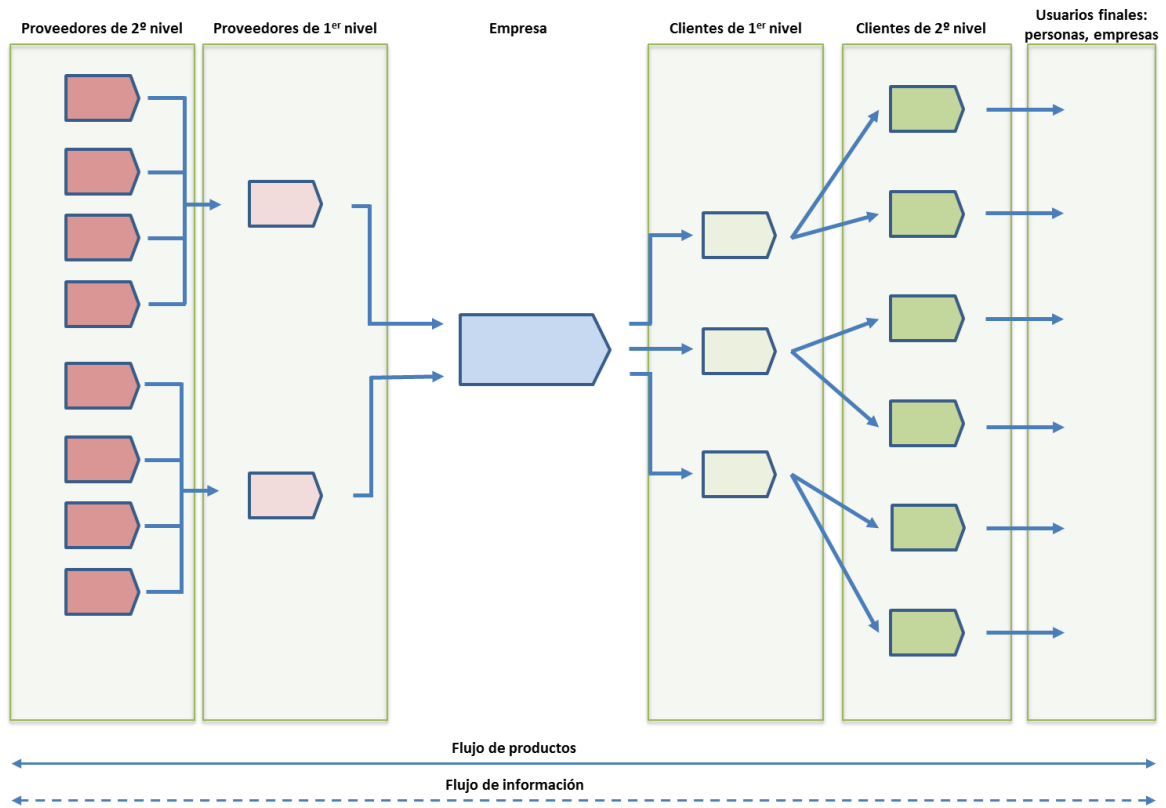 Proveedores de 2º nivel
Proveedores de 1er nivel
Empresa
Clientes de 1er nivel
Clientes de 2º nivel
Usuarios finales:
personas, empresas
Flujo de productos
Flujo de información